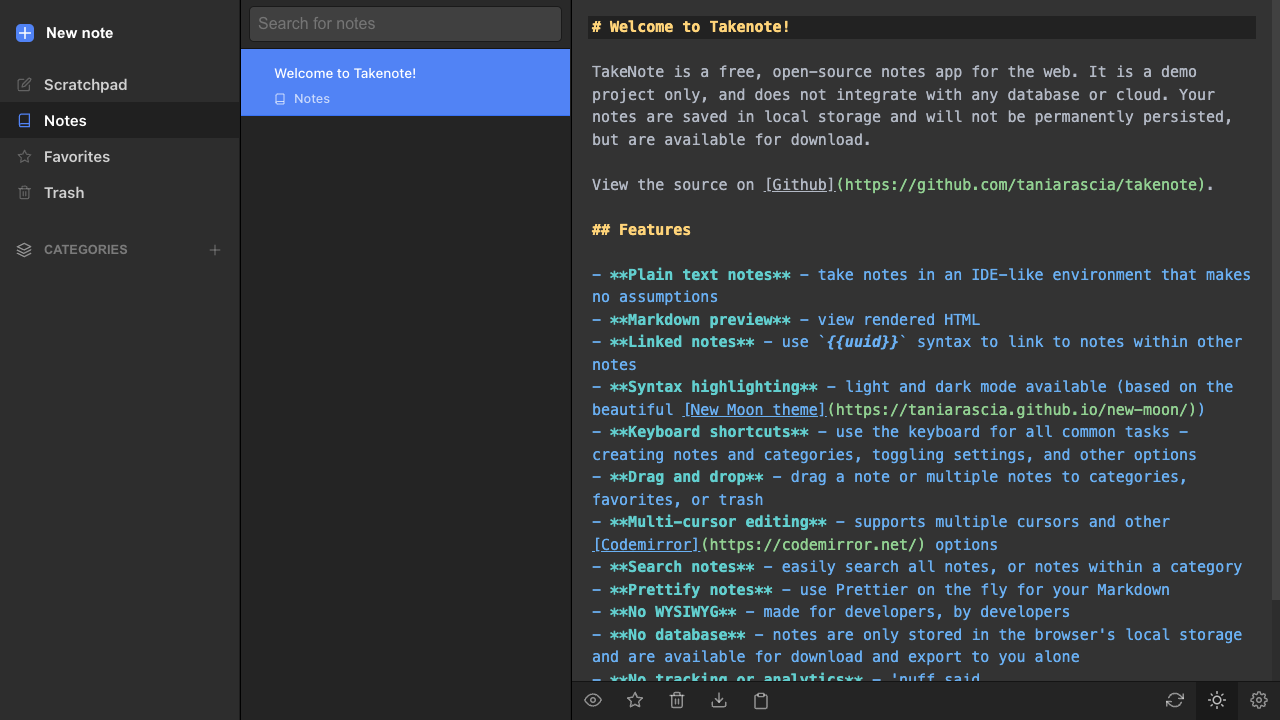 New note
Scratchpad
Notes
Favorites
Trash
CATEGORIES
Search for notes
Welcome to Takenote!
Notes
# Welcome to Takenote!
TakeNote is a free, open-source notes app for the web. It is a demo
project only, and does not integrate with any database or cloud. Your
notes are saved in local storage and will not be permanently persisted,
but are available for download.
View the source on [Github](https://github.com/taniarascia/takenote).
## Features
- **Plain text notes** - take notes in an IDE-like environment that makes
no assumptions
- **Markdown preview** - view rendered HTML
- **Linked notes** - use `{{uuid}}` syntax to link to notes within other
notes
- **Syntax highlighting** - light and dark mode available (based on the
beautiful [New Moon theme](https://taniarascia.github.io/new-moon/))
- **Keyboard shortcuts** - use the keyboard for all common tasks -
creating notes and categories, toggling settings, and other options
- **Drag and drop** - drag a note or multiple notes to categories,
favorites, or trash
- **Multi-cursor editing** - supports multiple cursors and other
[Codemirror](https://codemirror.net/) options
- **Search notes** - easily search all notes, or notes within a category
- **Prettify notes** - use Prettier on the fly for your Markdown
- **No WYSIWYG** - made for developers, by developers
- **No database** - notes are only stored in the browser's local storage
and are available for download and export to you alone
- **No tracking or analytics** - 'nuff said